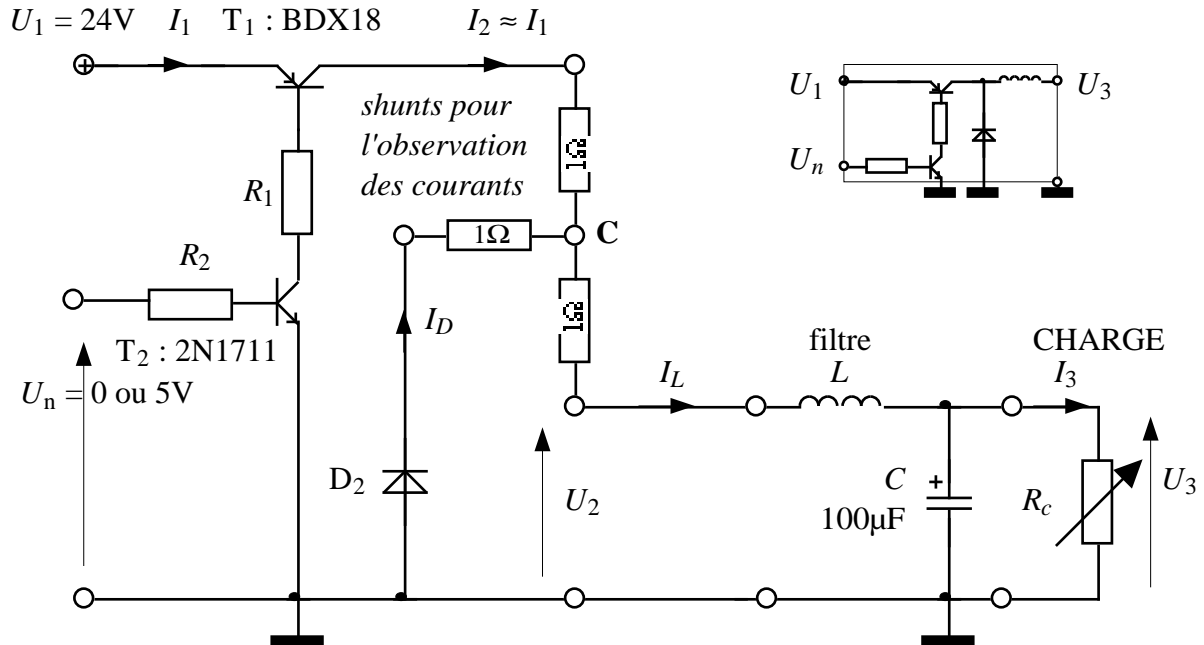 U1 = 24V I1 T1 : BDX18 I2 ≈ I1
shunts pour
l'observation
des courants
1Ω
U1 U3
Un
R1
1Ω C
R2
1Ω
ID
T2 : 2N1711
Un = 0 ou 5V
filtre CHARGE
IL L I3
D2
U2
C +
100µF
Rc
U3